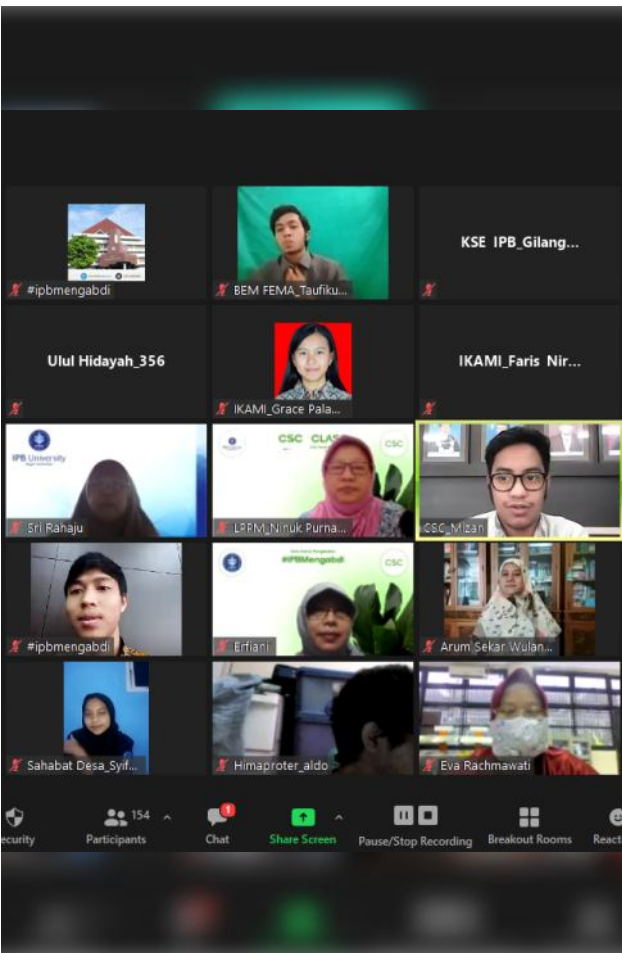 #ipbmengabdi
BEM FEMA_Taufiku...
KSE IPB_Gilang...
Ulul Hidayah_356
IKAMI_Grace Pala...
IKAMI_Faris Nir...
IPB University
Sri Rahaju
CSC CLAS
CSC
LPPM_Ninuk Purna...
CSC_Mizan
#ipbmengabdi
#IPBMengabdi
CSC
Erfiani
Arum Sekar Wulan...
Sahabat Desa_Syif...
Himaproter_aldo
Eva Rachmawati
ecurity
154
Participants
1
Chat
Share Screen
Pause/Stop Recording
Breakout Rooms
React